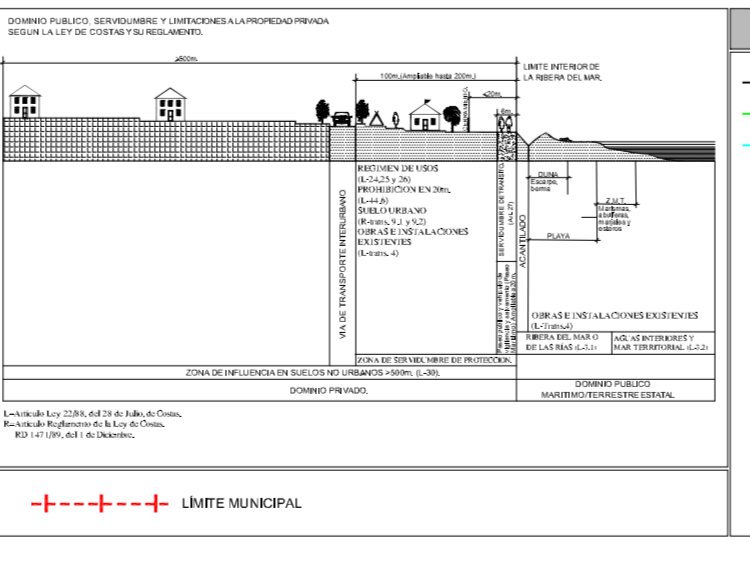 DOMINIO PUBLICO, SERVIDUMBRE Y LIMITACIONES A LA PROPIEDAD PRIVADA
SEGUN LA LEY DE COSTAS Y SU REGLAMENTO.
>500m.
LIMITE INTERIOR DE
LA RIBERA DEL MAR.
100m.(Ampliable hasta 200m.)
<20m.
REGIMEN DE USOS
(L-24,25 y 26)
PROHIBICION EN 20m.
(L-44,6)
SUELO URBANO
(R-trans. 9.1 y 9.2)
OBRAS E INSTALACIONES
EXISTENTES
(L-trans. 4)
VIA DE TRANSPORTE INTERURBANO
SERVIDUMBRE DE TRANSITO.
(Art. 27)
ACANTILADO
DUNA
Escarpe,
berma
Z.M.T.
Marismas,
albuferas,
marjales y
esteros
PLAYA
OBRAS E INSTALACIONES EXISTENTES
(L-Trans.4)
RIBERA DEL MAR O
DE LAS RIAS (L-3.1)
AGUAS INTERIORES Y
MAR TERRITORIAL (L-3.2)
ZONA DE SERVIDUMBRE DE PROTECCION.
ZONA DE INFLUENCIA EN SUELOS NO URBANOS >500m. (L-30).
DOMINIO PRIVADO.
DOMINIO PUBLICO
MARITIMO/TERRESTRE ESTATAL
L=Articulo Ley 22/88, del 28 de Julio, de Costas.
R=Articulo Reglamento de la Ley de Costas.
RD 1471/89, del 1 de Diciembre.
LÍMITE MUNICIPAL